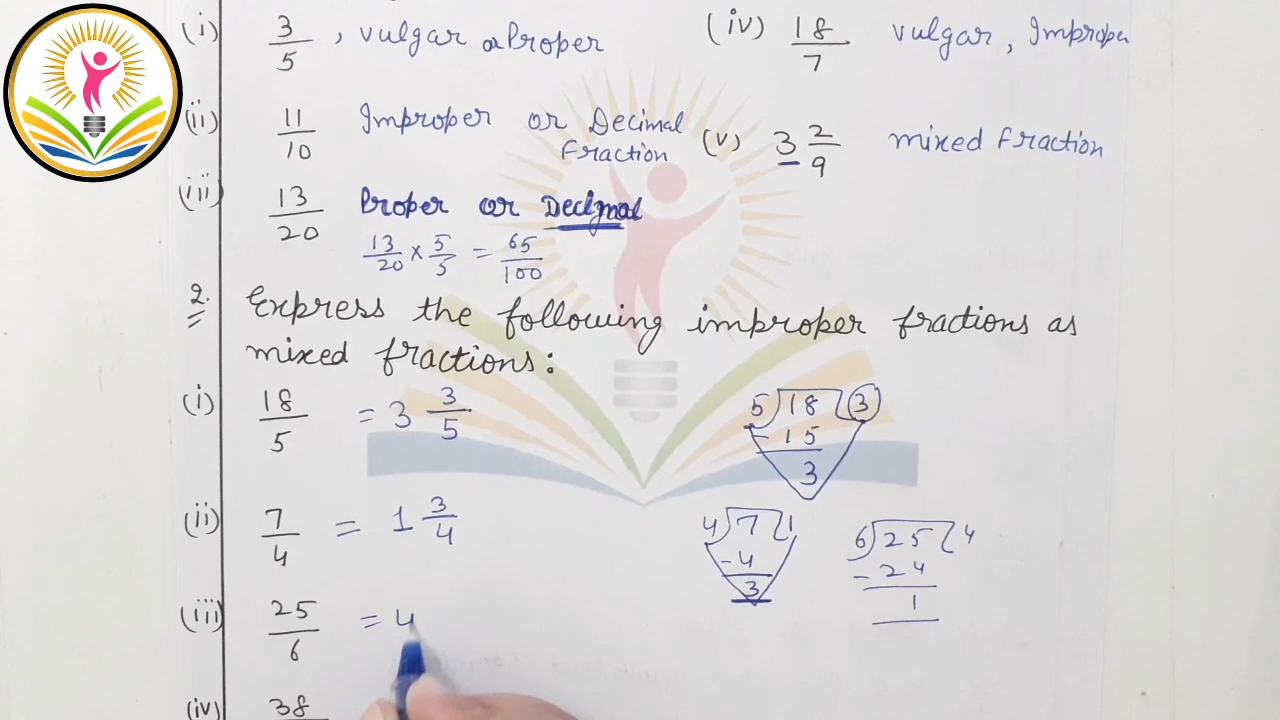 (i) 3/5 , vulgar or Proper
(ii) 11/10 Improper or Decimal Fraction
(iii) 13/20 Proper or Decimal
13/20 × 5/5 = 65/100
(iv) 18/7 vulgar, Improper
(v) 3 2/9 mixed Fraction
2. Express the following improper fractions as
mixed fractions:
(i) 18/5 = 3 3/5
5)18(3
-15
3
(ii) 7/4 = 1 3/4
4)7(1
-4
3
(iii) 25/6 = 4
6)25(4
-24
1
(iv) 38